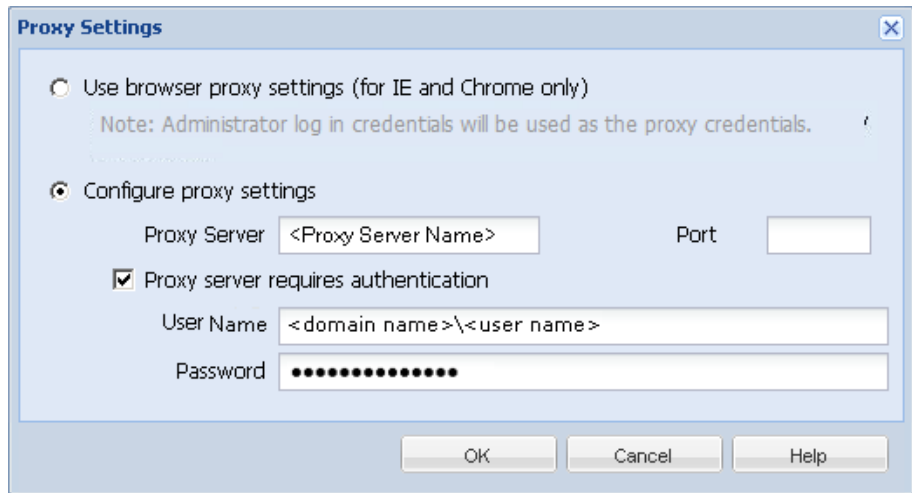 Proxy Settings
Use browser proxy settings (for IE and Chrome only)
Note: Administrator log in credentials will be used as the proxy credentials.
Configure proxy settings
Proxy Server <Proxy Server Name> Port
Proxy server requires authentication
User Name <domain name>\<user name>
Password ••••••••••••••
OK Cancel Help